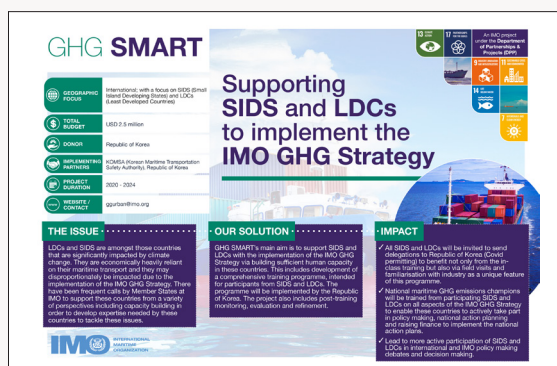 GHG SMART
GEOGRAPHIC FOCUS
International, with a focus on SIDS (Small
Island Developing States) and LDCs
(Least Developed Countries)
TOTAL BUDGET
USD 2.5 million
DONOR
Republic of Korea
IMPLEMENTING PARTNERS
KOMSA (Korean Maritime Transportation
Safety Authority), Republic of Korea
PROJECT DURATION
2020 - 2024
WEBSITE / CONTACT
Supporting
SIDS and LDCs
to implement the
IMO GHG Strategy
13
17
An IMO project
under the Department
of Partnerships &
Projects (DPP)
9
11
14
7
THE ISSUE
LDCs and SIDS are amongst those countries
that are significantly impacted by climate
change. They are economically heavily reliant
on their maritime transport and they may
disproportionately be impacted due to the
implementation of the IMO GHG Strategy. There
have been frequent calls by Member States at
IMO to support these countries from a variety
of perspectives including capacity building in
order to develop expertise needed by these
countries to tackle these issues.
OUR SOLUTION
GHG SMART's main aim is to support SIDS
and LDCs with the implementation of the IMO GHG
Strategy via building sufficient human capacity
in these countries. This includes development of
a comprehensive training programme, intended
for participants from SIDS and LDCs. The
programme will be implemented by the Republic
of Korea. The project also includes post-training
monitoring, evaluation and refinement.
IMPACT
✓ All SIDS and LDCs will be invited to send
delegations to Republic of Korea (Covid
permitting) to benefit not only from the in-
class training but also via field visits and
familiarisation with industry as a unique feature
of this programme.
✓ National maritime GHG emissions champions
will be trained from participating SIDS and
LDCs on all aspects of the IMO GHG Strategy
to enable these countries to actively take part
in policy making, national action planning
and raising finance to implement the national
action plans.
✓ Lead to more active participation of SIDS and
LDCs in international and IMO policy making
debates and decision making.
IMO
INTERNATIONAL
MARITIME
ORGANIZATION